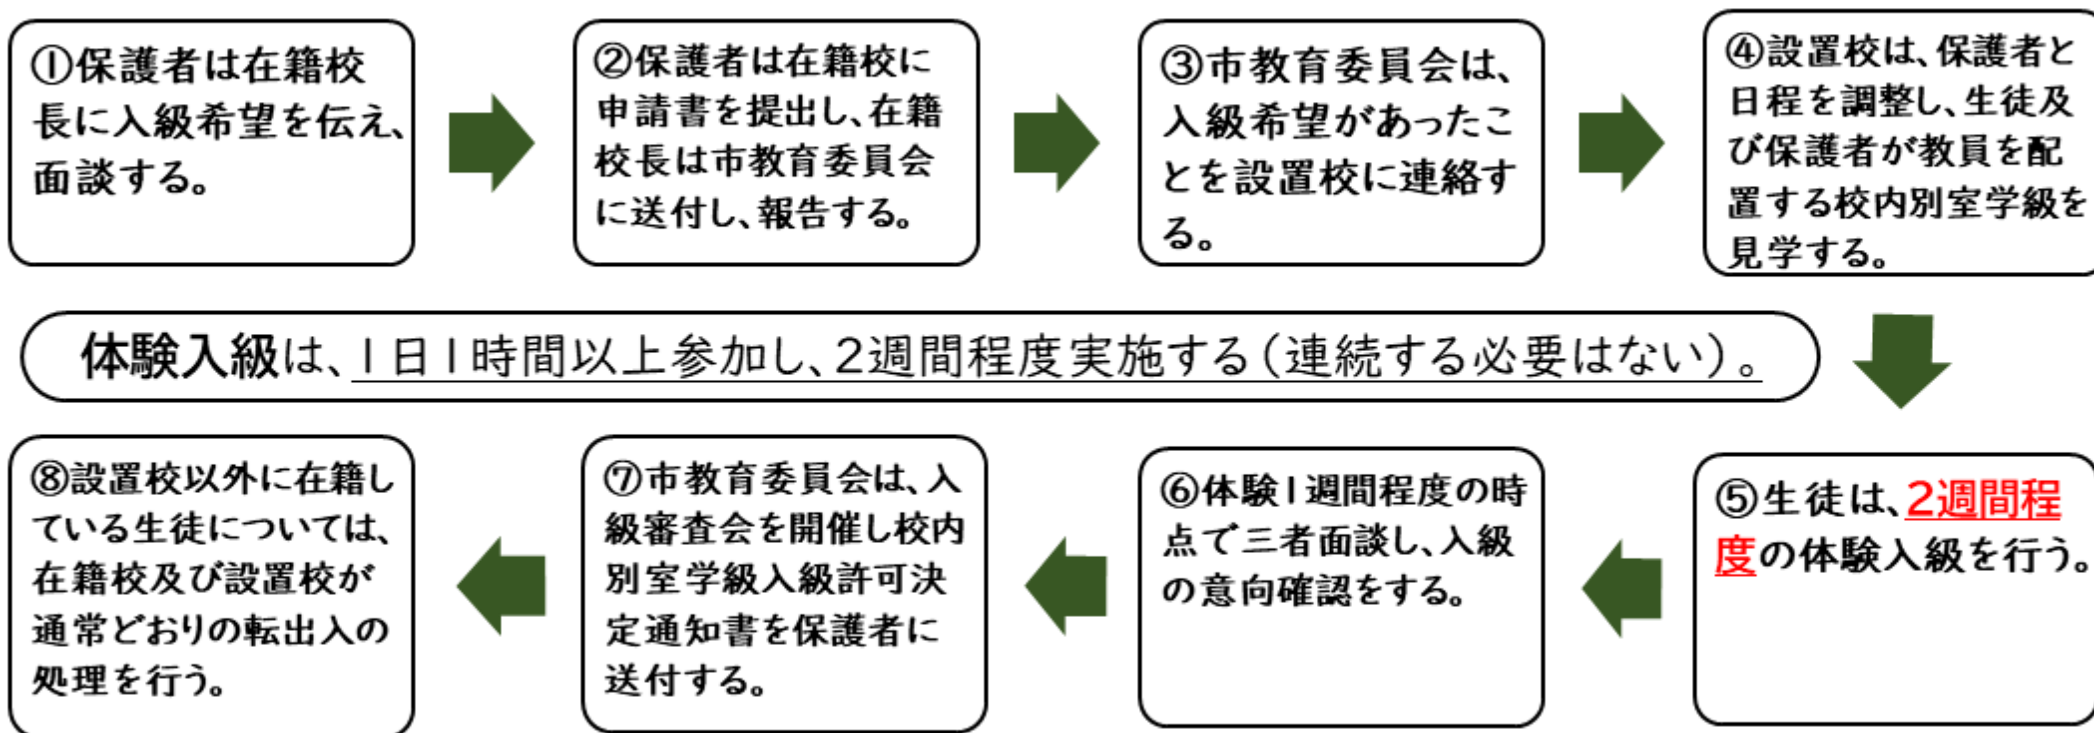 ①保護者は在籍校
長に入級希望を伝え、
面談する。
②保護者は在籍校に
申請書を提出し、在籍
校長は市教育委員会
に送付し、報告する。
③市教育委員会は、
入級希望があったこ
とを設置校に連絡す
る。
④設置校は、保護者と
日程を調整し、生徒及
び保護者が教員を配
置する校内別室学級を
見学する。
体験入級は、1日1時間以上参加し、2週間程度実施する(連続する必要はない)。
⑤生徒は、2週間程
度の体験入級を行う。
⑥体験1週間程度の時
点で三者面談し、入級
の意向確認をする。
⑦市教育委員会は、入
級審査会を開催し校内
別室学級入級許可決
定通知書を保護者に
送付する。
⑧設置校以外に在籍し
ている生徒については、
在籍校及び設置校が
通常どおりの転出入の
処理を行う。